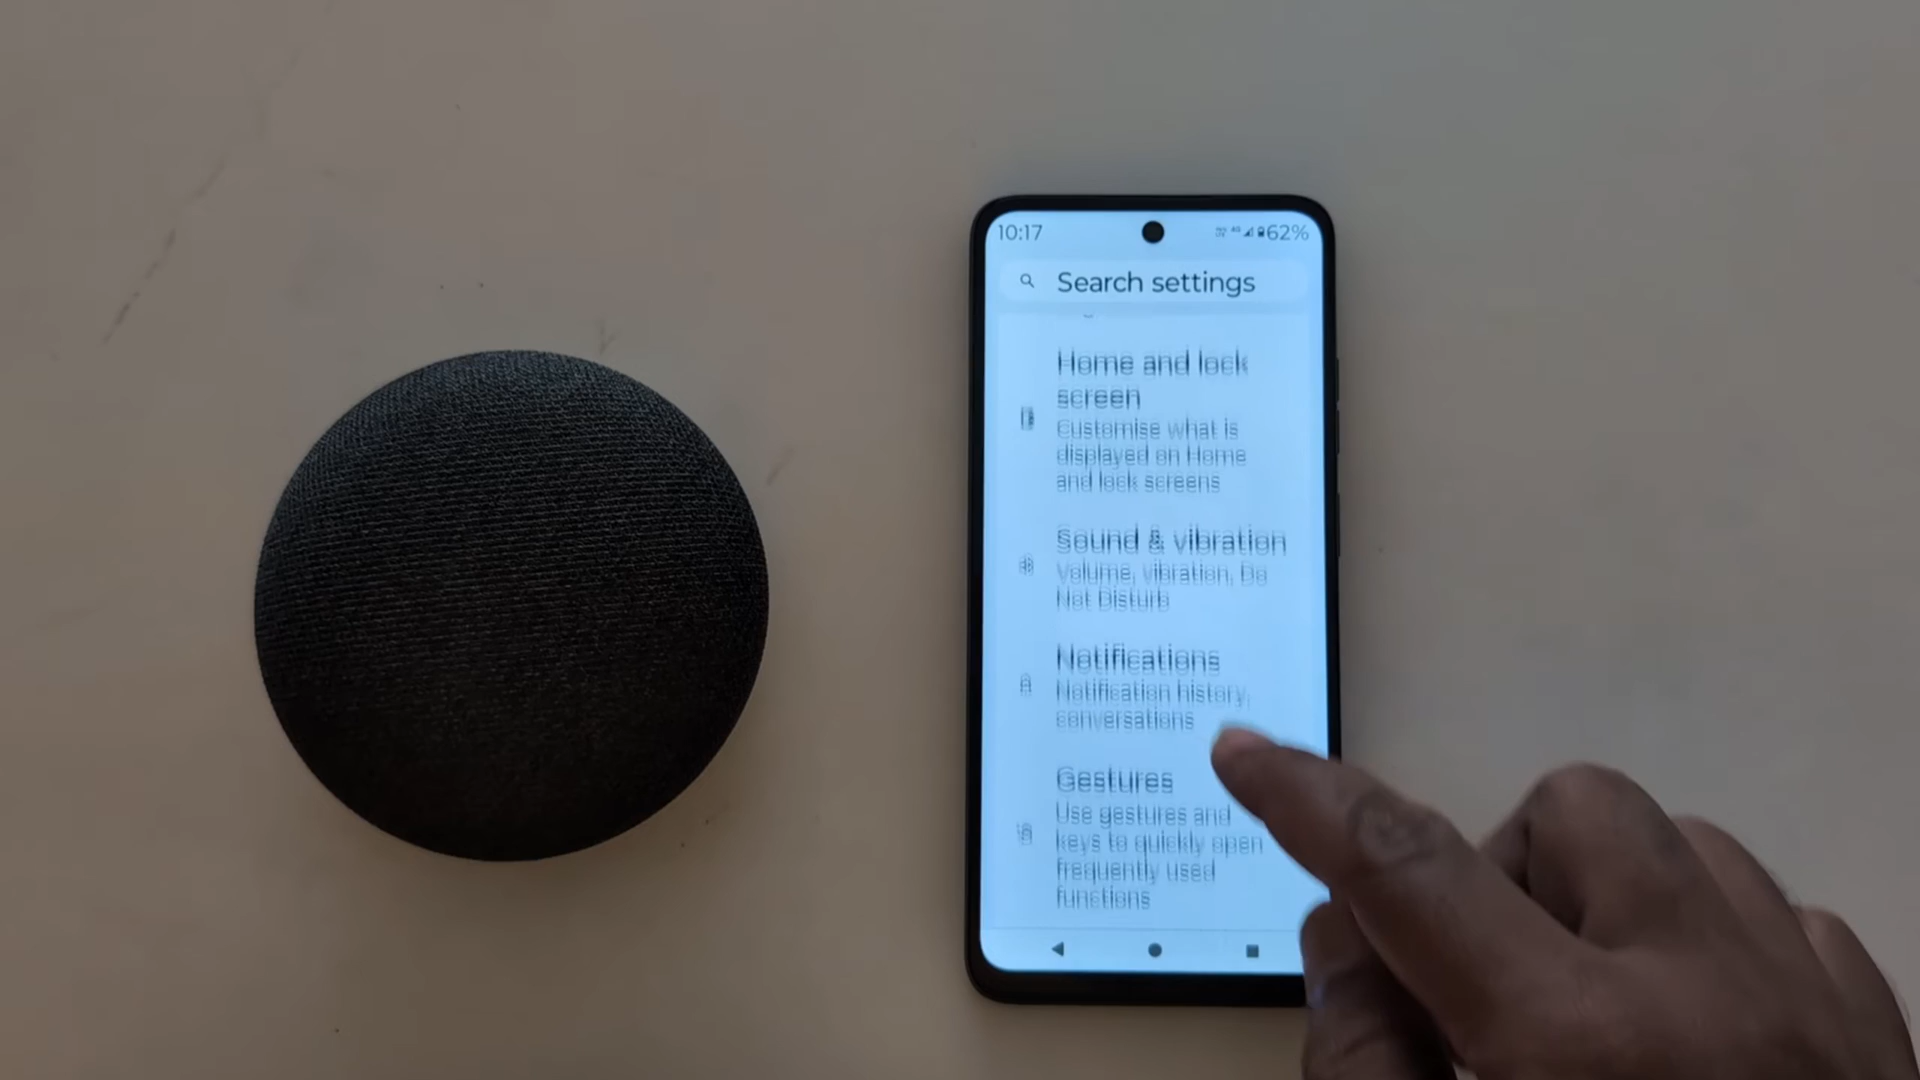 10:17
62%
Search settings
Home and lock
screen
Customise what is
displayed on Home
and lock screens
Sound & vibration
Volume, vibration, Do
Not Disturb
Notifications
Notification history,
conversations
Gestures
Use gestures and
keys to quickly open
frequently used
functions